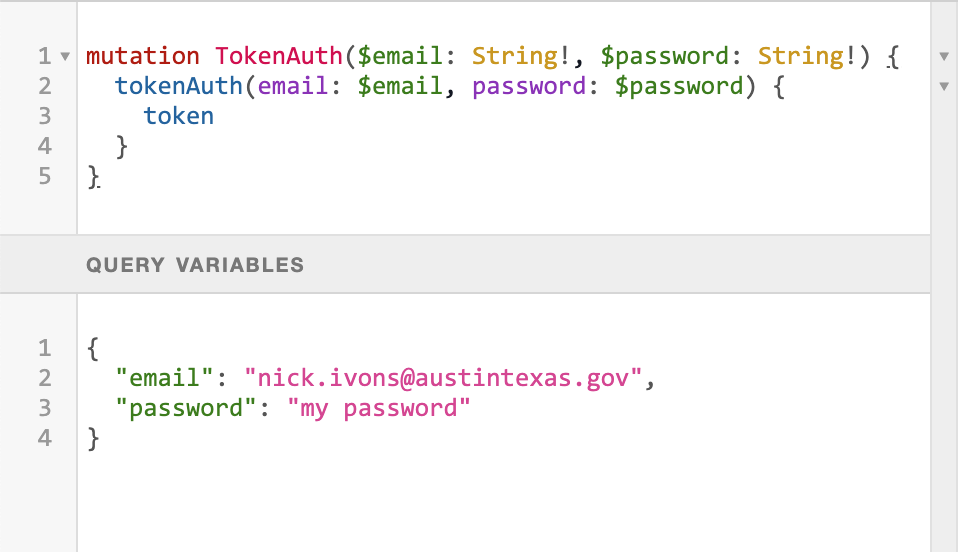 1 mutation TokenAuth($email: String!, $password: String!) {
2   tokenAuth(email: $email, password: $password) {
3     token
4   }
5 }
QUERY VARIABLES
1 {
2   "email": "nick.ivons@austintexas.gov",
3   "password": "my password"
4 }